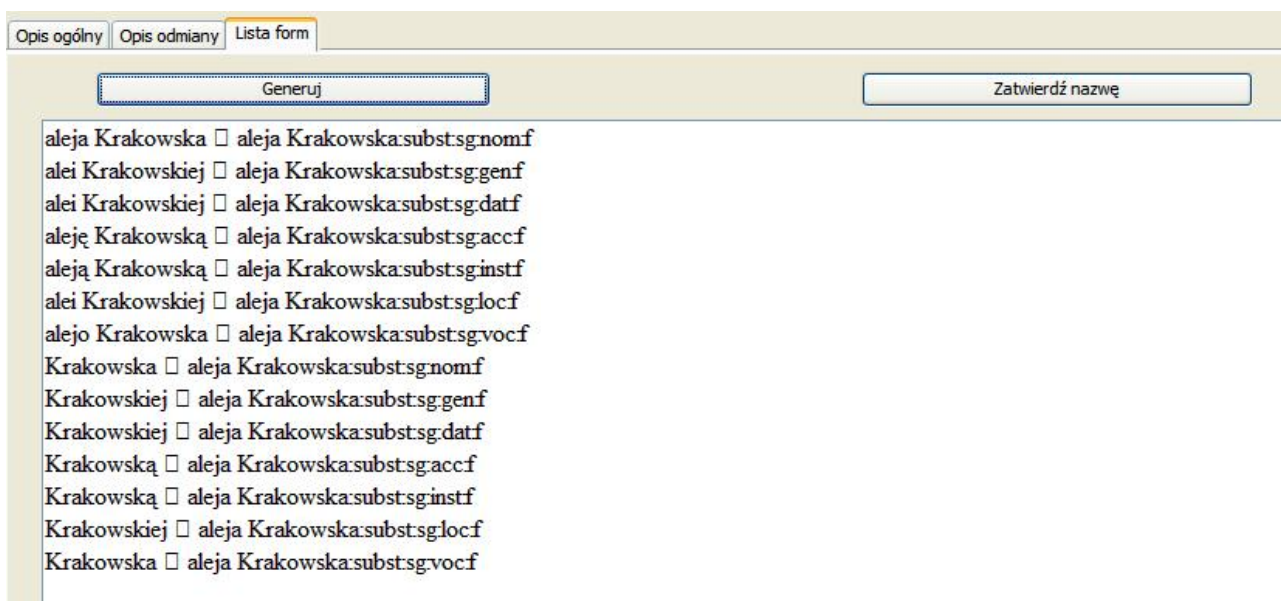 Opis ogólny Opis odmiany Lista form
Generuj Zatwierdź nazwę
aleja Krakowska □ aleja Krakowska:subst:sg:nom:f
alei Krakowskiej □ aleja Krakowska:subst:sg:gen:f
alei Krakowskiej □ aleja Krakowska:subst:sg:dat:f
aleję Krakowską □ aleja Krakowska:subst:sg:acc:f
aleją Krakowską □ aleja Krakowska:subst:sg:inst:f
alei Krakowskiej □ aleja Krakowska:subst:sg:loc:f
alejo Krakowska □ aleja Krakowska:subst:sg:voc:f
Krakowska □ aleja Krakowska:subst:sg:nom:f
Krakowskiej □ aleja Krakowska:subst:sg:gen:f
Krakowskiej □ aleja Krakowska:subst:sg:dat:f
Krakowską □ aleja Krakowska:subst:sg:acc:f
Krakowską □ aleja Krakowska:subst:sg:inst:f
Krakowskiej □ aleja Krakowska:subst:sg:loc:f
Krakowska □ aleja Krakowska:subst:sg:voc:f